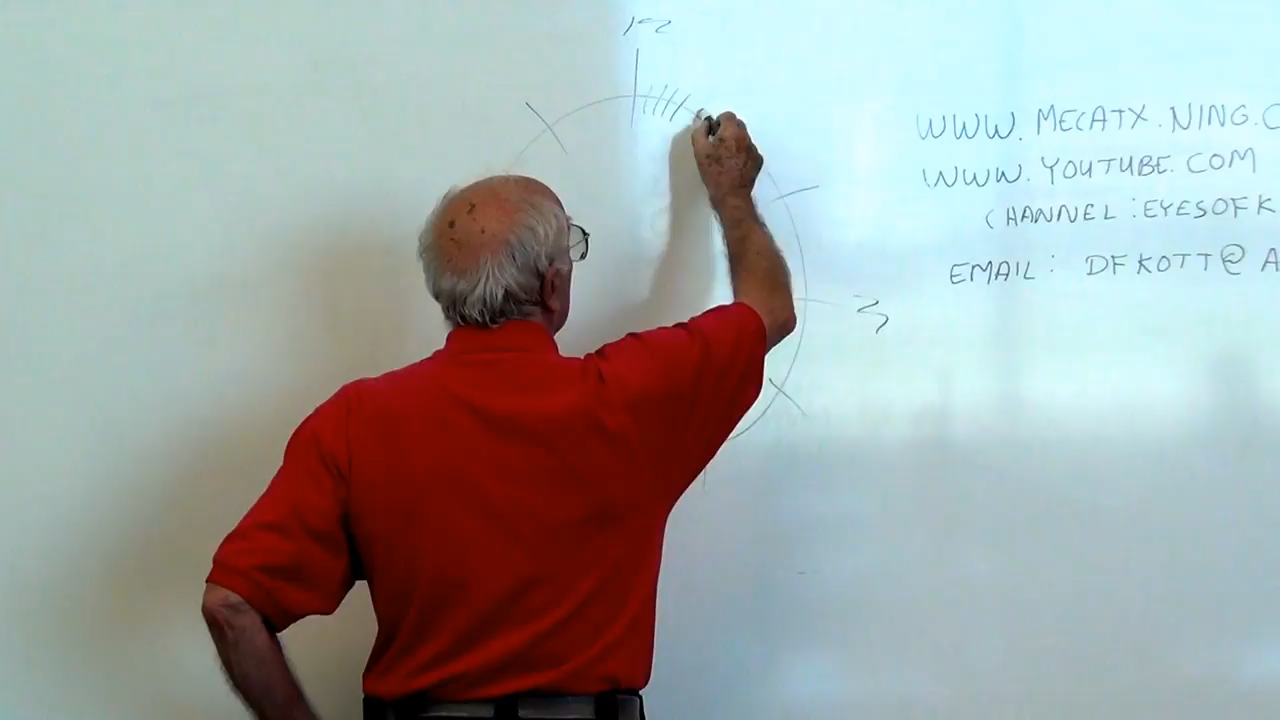 12
3
WWW. MECATX.NING.C
WWW. YOUTUBE. COM
CHANNEL : EYESOFK
EMAIL : DFKOTT@ A